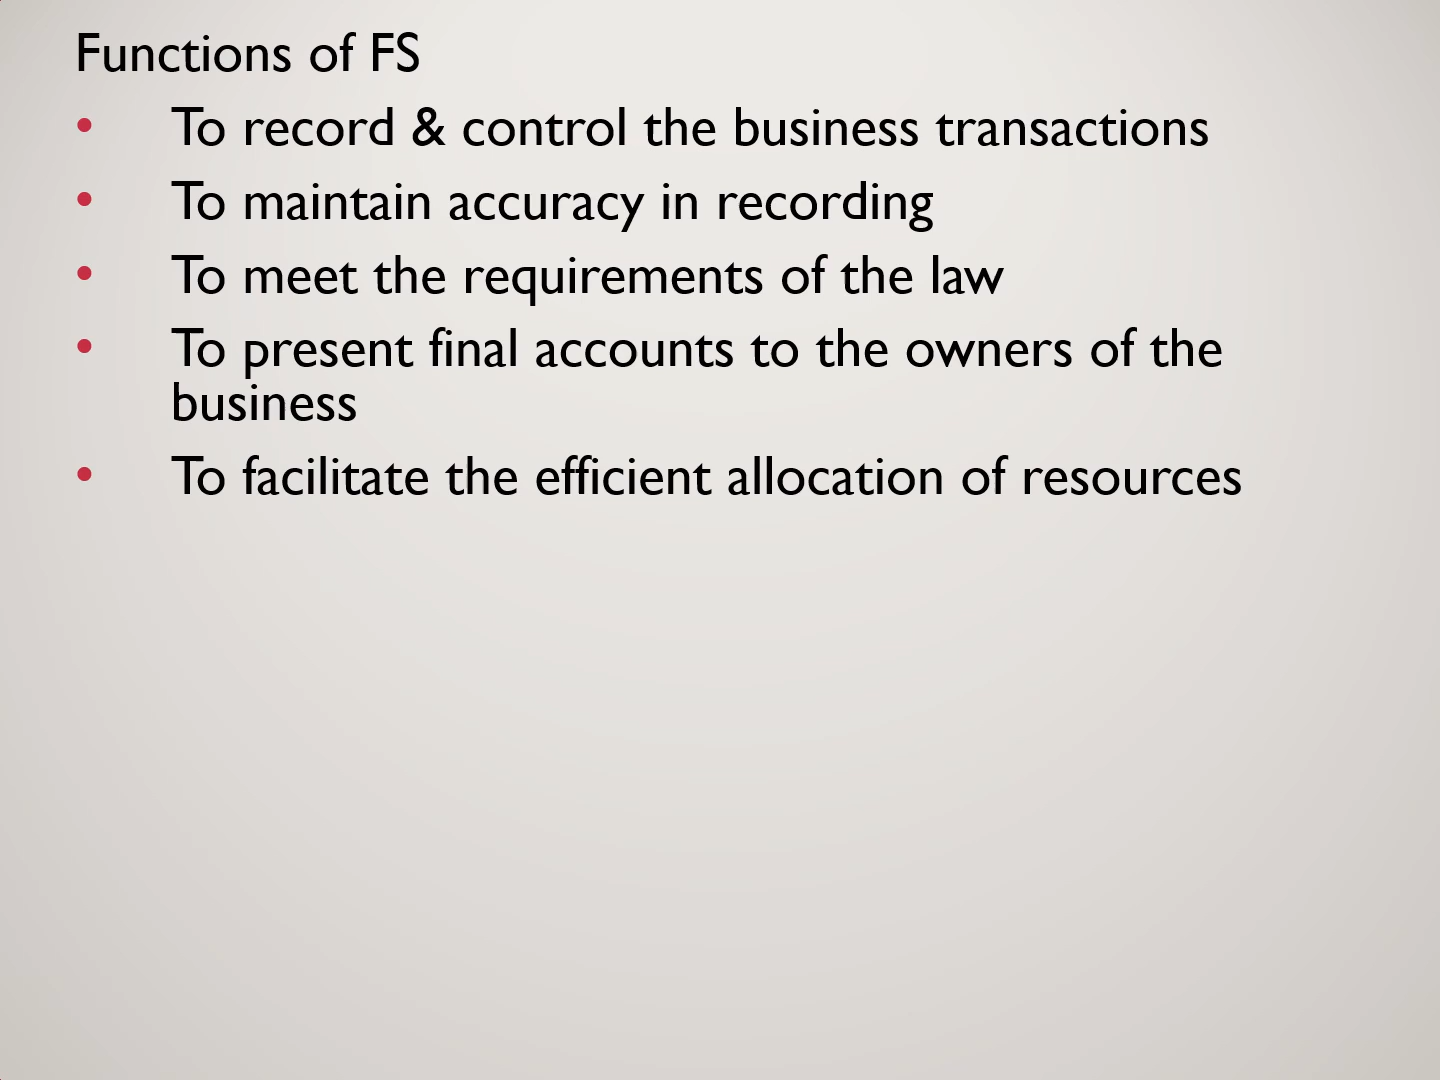 Functions of FS
• To record & control the business transactions
• To maintain accuracy in recording
• To meet the requirements of the law
• To present final accounts to the owners of the
business
• To facilitate the efficient allocation of resources